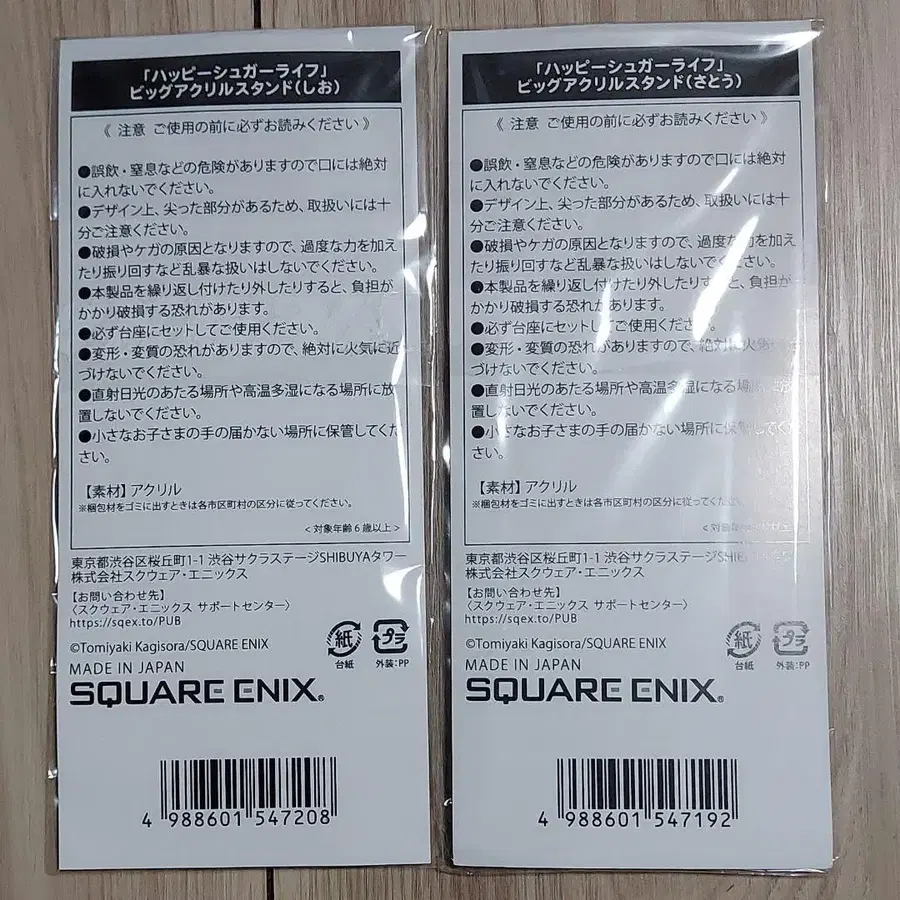 「ハッピーシュガーライフ」
ビッグアクリルスタンド(しお)
《 注意 ご使用の前に必ずお読みください 》
●誤飲・窒息などの危険がありますので口には絶対
に入れないでください。
●デザイン上、尖った部分があるため、取扱いには十
分ご注意ください。
●破損やケガの原因となりますので、過度な力を加え
たり振り回すなど乱暴な扱いはしないでください。
●本製品を繰り返し付けたり外したりすると、負担が
かかり破損する恐れがあります。
●必ず台座にセットしてご使用ください。
●変形・変質の恐れがありますので、絶対に火気に近
づけないでください。
●直射日光のあたる場所や高温多湿になる場所に放
置しないでください。
●小さなお子さまの手の届かない場所に保管してくだ
さい。
【素材】アクリル
※梱包材をゴミに出すときは各市区町村の区分に従ってください。
<対象年齢6歳以上>
東京都渋谷区桜丘町1-1 渋谷サクラステージSHIBUYAタワー
株式会社スクウェア・エニックス
【お問い合わせ先】
〈スクウェア・エニックス サポートセンター〉
https://sqex.to/PUB
©Tomiyaki Kagisora/SQUARE ENIX
MADE IN JAPAN
SQUARE ENIX®
紙
台紙
プラ
外装:PP
4 988601 547208
「ハッピーシュガーライフ」
ビッグアクリルスタンド(さとう)
《 注意 ご使用の前に必ずお読みください 》
●誤飲・窒息などの危険がありますので口には絶対
に入れないでください。
●デザイン上、尖った部分があるため、取扱いには十
分ご注意ください。
●破損やケガの原因となりますので、過度な力を加え
たり振り回すなど乱暴な扱いはしないでください。
●本製品を繰り返し付けたり外したりすると、負担が
かかり破損する恐れがあります。
●必ず台座にセットしてご使用ください。
●変形・変質の恐れがありますので、絶対に火気
づけないでください。
●直射日光のあたる場所や高温多湿になる場所に放
置しないでください。
●小さなお子さまの手の届かない場所に保管してくだ
さい。
【素材】アクリル
※梱包材をゴミに出すときは各市区町村の区分に従って
<対象年齢
東京都渋谷区桜丘町1-1 渋谷サクラステージSHIBUYAタワー
株式会社スクウェア・エニックス
【お問い合わせ先】
〈スクウェア・エニックス サポートセンター〉
https://sqex.to/PUB
©Tomiyaki Kagisora/SQUARE ENIX
MADE IN JAPAN
SQUARE ENIX®
紙
台紙
プラ
外装:PP
4 988601 547192